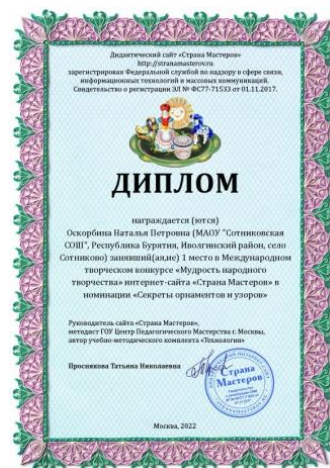 Дидактический сайт «Страна Мастеров»
http://stranamasterov.ru
зарегистрирован Федеральной службой по надзору в сфере связи,
информационных технологий и массовых коммуникаций.
Свидетельство о регистрации ЭЛ № ФС77-71533 от 01.11.2017.
ДИПЛОМ
награждается (ются)
Оскорбина Наталья Петровна (МАОУ "Сотниковская
СОШ", Республика Бурятия, Иволгинский район, село
Сотниково) занявший(ая,ие) 1 место в Международном
творческом конкурсе «Мудрость народного
творчества» интернет-сайта «Страна Мастеров» в
номинации «Секреты орнаментов и узоров»
Руководитель сайта «Страна Мастеров»,
методист ГОУ Центр Педагогического Мастерства г. Москвы,
автор учебно-методического комплекта «Технология»
Проснякова Татьяна Николаевна
Страна
Мастеров
Москва, 2022